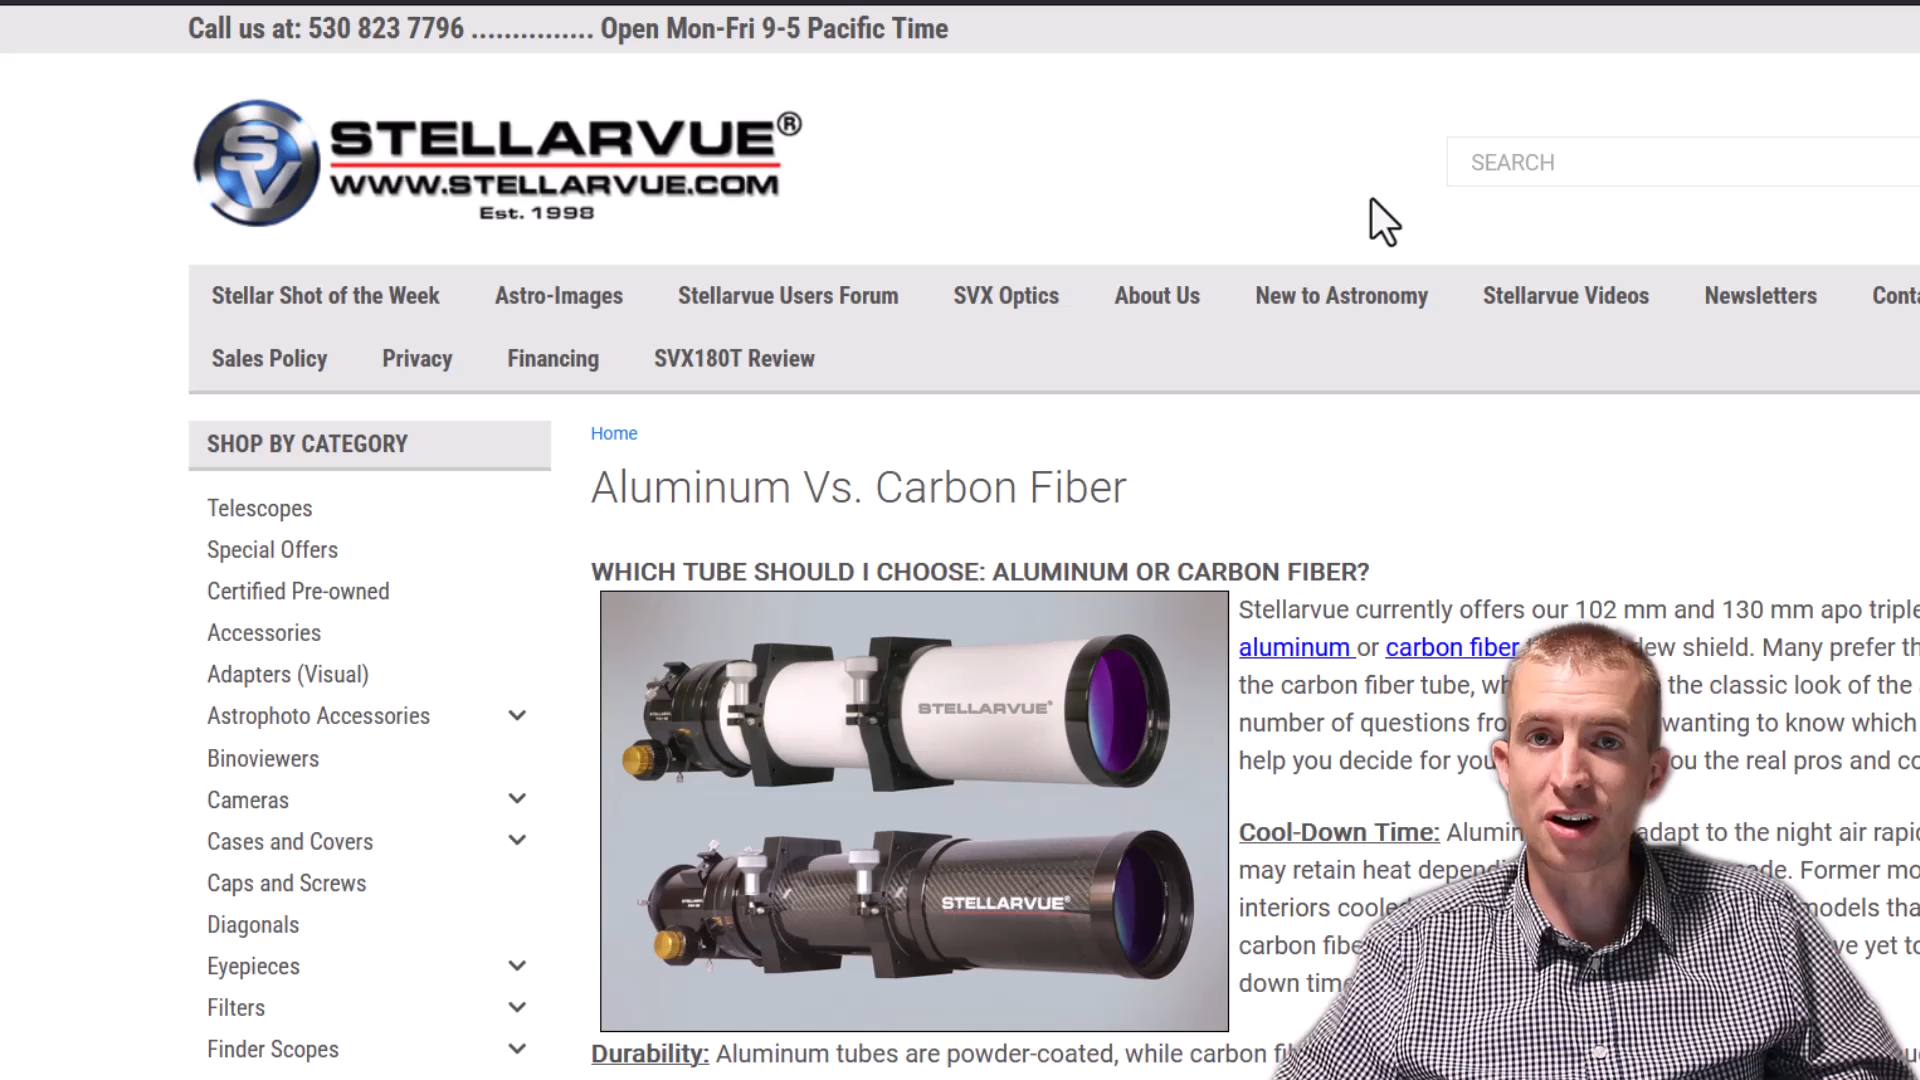 Call us at: 530 823 7796 ............... Open Mon-Fri 9-5 Pacific Time
SV
STELLARVUE®
WWW.STELLARVUE.COM
Est. 1998
SEARCH
Stellar Shot of the Week
Astro-Images
Stellarvue Users Forum
SVX Optics
About Us
New to Astronomy
Stellarvue Videos
Newsletters
Sales Policy
Privacy
Financing
SVX180T Review
SHOP BY CATEGORY
Telescopes
Special Offers
Certified Pre-owned
Accessories
Adapters (Visual)
Astrophoto Accessories
Binoviewers
Cameras
Cases and Covers
Caps and Screws
Diagonals
Eyepieces
Filters
Finder Scopes
Home
Aluminum Vs. Carbon Fiber
WHICH TUBE SHOULD I CHOOSE: ALUMINUM OR CARBON FIBER?
STELLARVUE®
STELLARVUE®
Stellarvue currently offers our 102 mm and 130 mm apo
aluminum or carbon fiber shield. Many prefer
the carbon fiber tube, the classic look of the
number of questions wanting to know which
help you decide for you the real pros and
Cool-Down Time: adapt to the night air
may retain heat Former
interiors
carbon yet
down
Durability: Aluminum tubes are powder-coated, while carbon